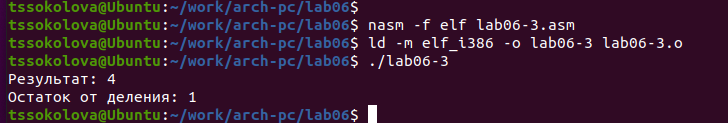 tssokolova@Ubuntu:~/work/arch-pc/lab06$
tssokolova@Ubuntu:~/work/arch-pc/lab06$ nasm -f elf lab06-3.asm
tssokolova@Ubuntu:~/work/arch-pc/lab06$ ld -m elf_i386 -o lab06-3 lab06-3.o
tssokolova@Ubuntu:~/work/arch-pc/lab06$ ./lab06-3
Результат: 4
Остаток от деления: 1
tssokolova@Ubuntu:~/work/arch-pc/lab06$